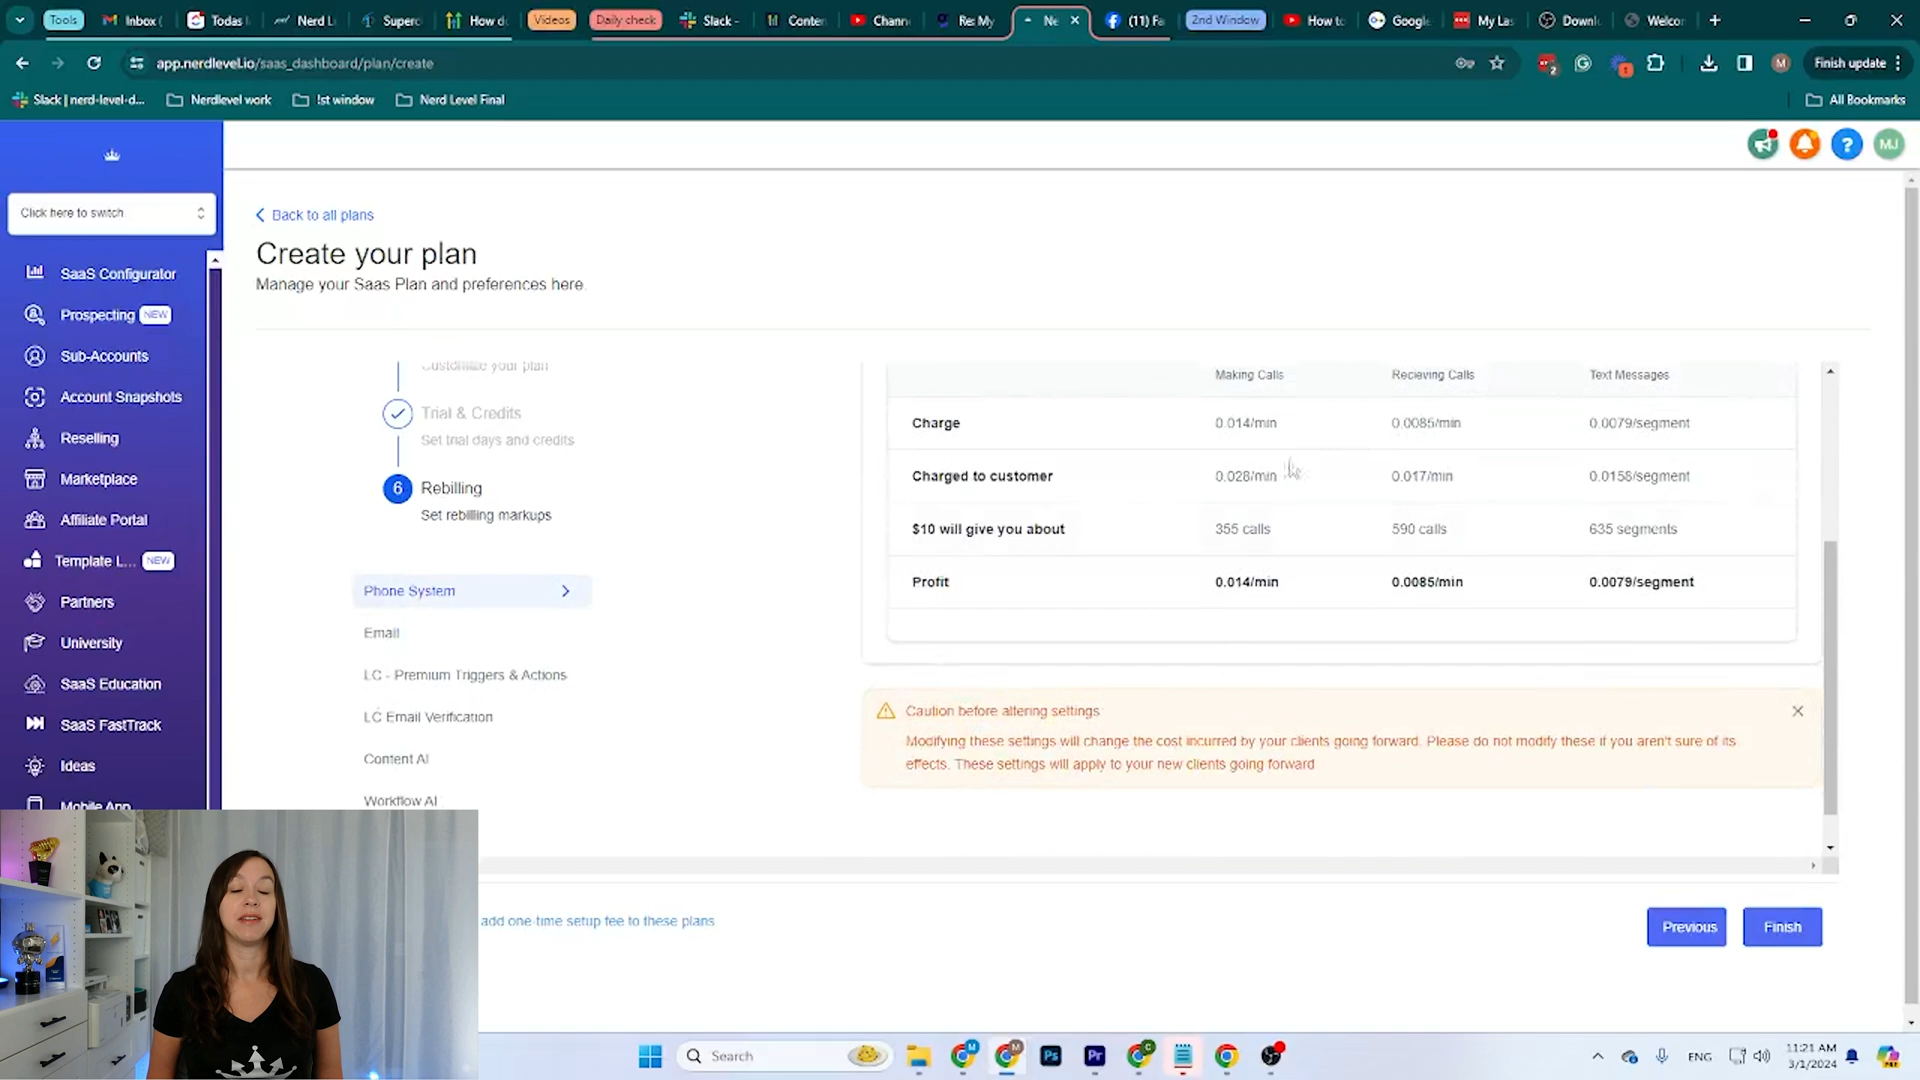 Tools
Inbox (
Todas
Nerd L
Superc
How do
Videos
Daily check
Slack -
Conten
Chann
Re: My
Ne
(11) Fa
2nd Window
How to
Google
My Las
Downl
Welcor
app.nerdlevel.io/saas_dashboard/plan/create
Finish update
Slack | nerd-level-d...
Nerdlevel work
!st window
Nerd Level Final
All Bookmarks
MJ
Click here to switch
SaaS Configurator
Prospecting NEW
Sub-Accounts
Account Snapshots
Reselling
Marketplace
Affiliate Portal
Template L... NEW
Partners
University
SaaS Education
SaaS FastTrack
Ideas
Mobile App
Back to all plans
Create your plan
Manage your Saas Plan and preferences here.
Customize your plan
Trial & Credits
Set trial days and credits
6 Rebilling
Set rebilling markups
Phone System
Email
LC - Premium Triggers & Actions
LC Email Verification
Content AI
Workflow AI
Making Calls Recieving Calls Text Messages
Charge 0.014/min 0.0085/min 0.0079/segment
Charged to customer 0.028/min 0.017/min 0.0158/segment
$10 will give you about 355 calls 590 calls 635 segments
Profit 0.014/min 0.0085/min 0.0079/segment
Caution before altering settings
Modifying these settings will change the cost incurred by your clients going forward. Please do not modify these if you aren't sure of its
effects. These settings will apply to your new clients going forward
add one-time setup fee to these plans
Previous
Finish
Search
ENG
11:21 AM
3/1/2024